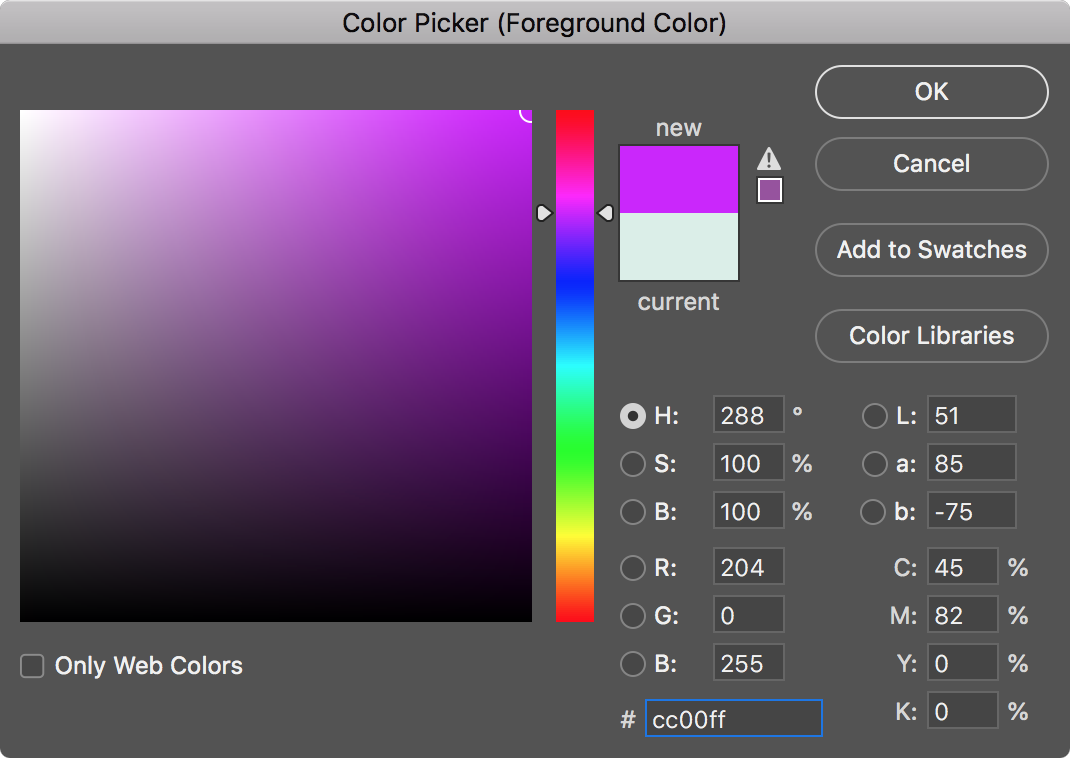 Color Picker (Foreground Color)
OK
new
Cancel
Add to Swatches
current
Color Libraries
H: 288 ° L: 51
S: 100 % a: 85
B: 100 % b: -75
R: 204 C: 45 %
G: 0 M: 82 %
B: 255 Y: 0 %
Only Web Colors
# cc00ff K: 0 %